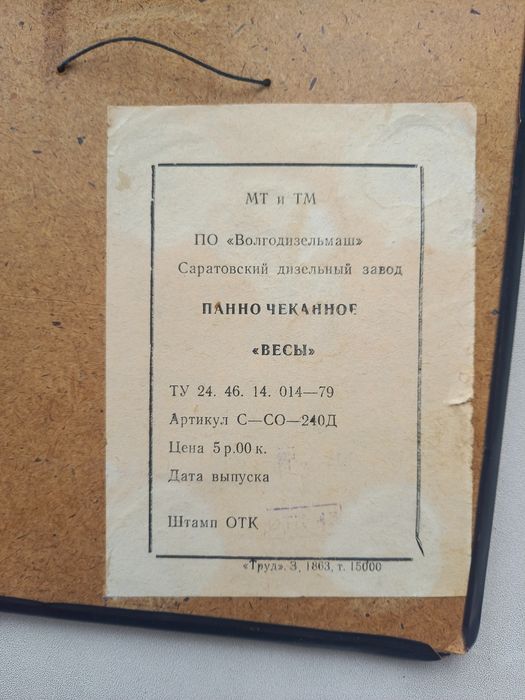 МТ и ТМ
ПО «Волгодизельмаш»
Саратовский дизельный завод
ПАННО ЧЕКАННОЕ
«ВЕСЫ»
ТУ 24. 46. 14. 014—79
Артикул С—СО—240Д
Цена 5 р.00 к.
Дата выпуска
Штамп ОТК
«Труд». З. 1863, т. 15000